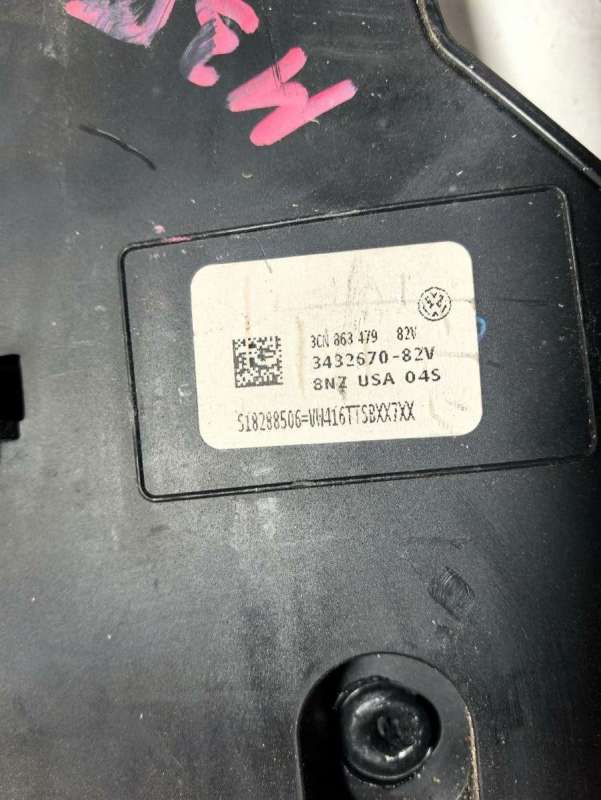 3CN 863 479 82V
3432670-82V
8NZ USA 04S
S18288506=VW416TTSBXX7XX